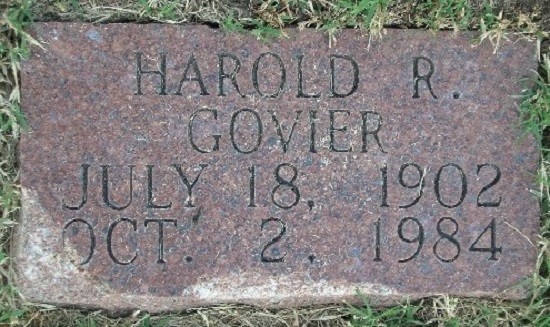 HAROLD R.
GOVIER
JULY 18, 1902
OCT. 2, 1984